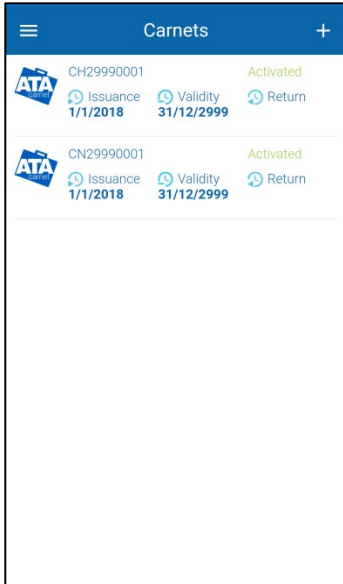 Carnets
ATA
carnet
CH29990001 Activated
Issuance Validity Return
1/1/2018 31/12/2999
ATA
carnet
CN29990001 Activated
Issuance Validity Return
1/1/2018 31/12/2999